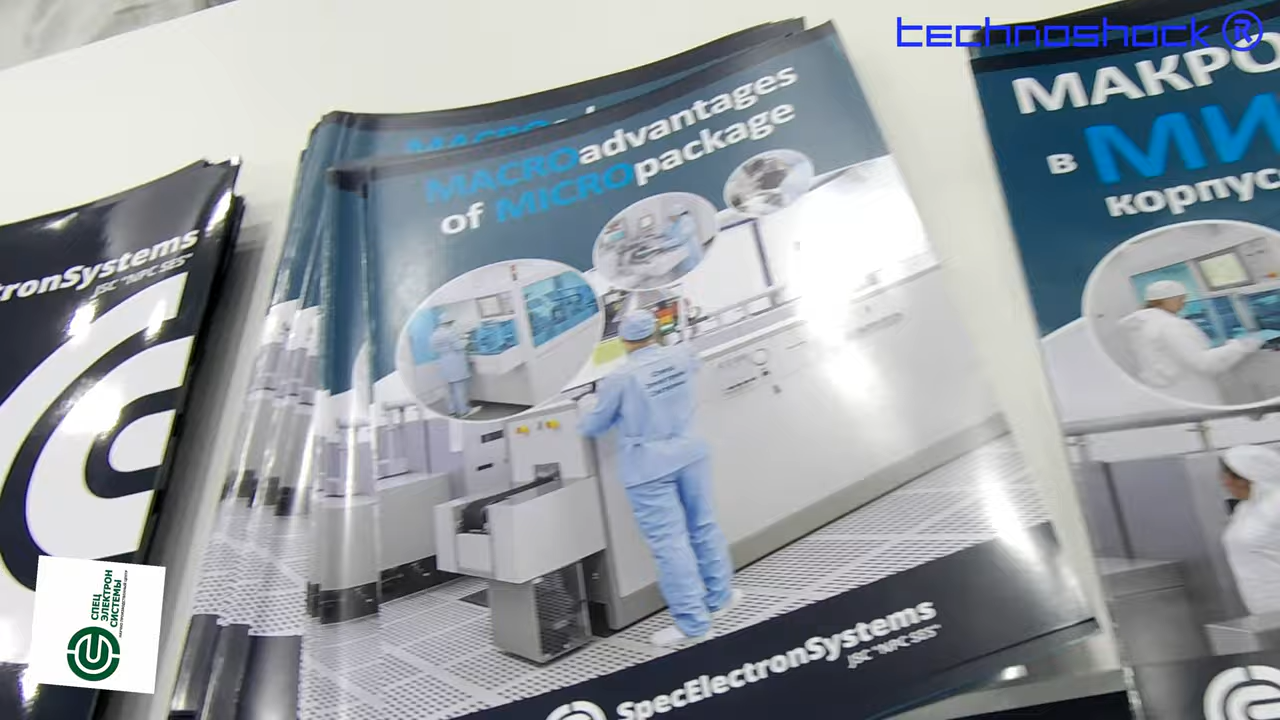 technoshock ®
MACROadvantages
of MICROpackage
SpecElectronSystems
JSC "NPC SES"
tronSystems
JSC "NPC SES"
МАКРО
в МИ
корпус
СПЕЦ
ЭЛЕКТРОН
СИСТЕМЫ